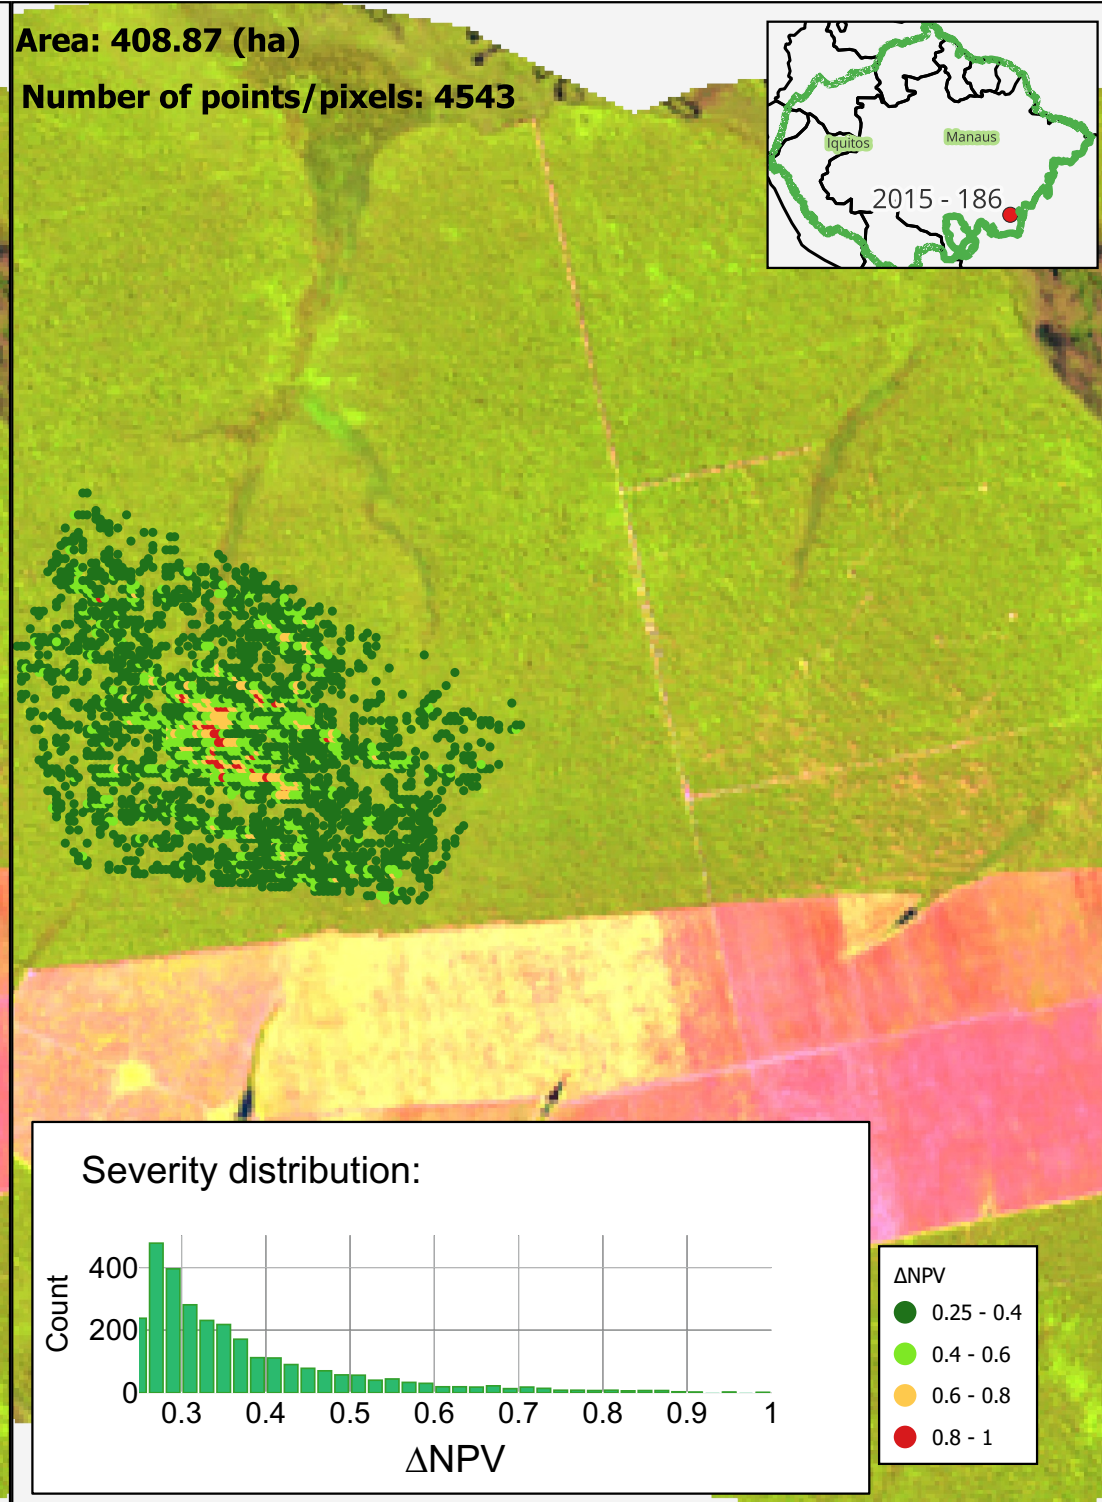 Area: 408.87 (ha)
Number of points/pixels: 4543
Iquitos
Manaus
2015 - 186
Severity distribution:
Count
400
200
0
0.3 0.4 0.5 0.6 0.7 0.8 0.9 1
ΔNPV
ΔNPV
0.25 - 0.4
0.4 - 0.6
0.6 - 0.8
0.8 - 1